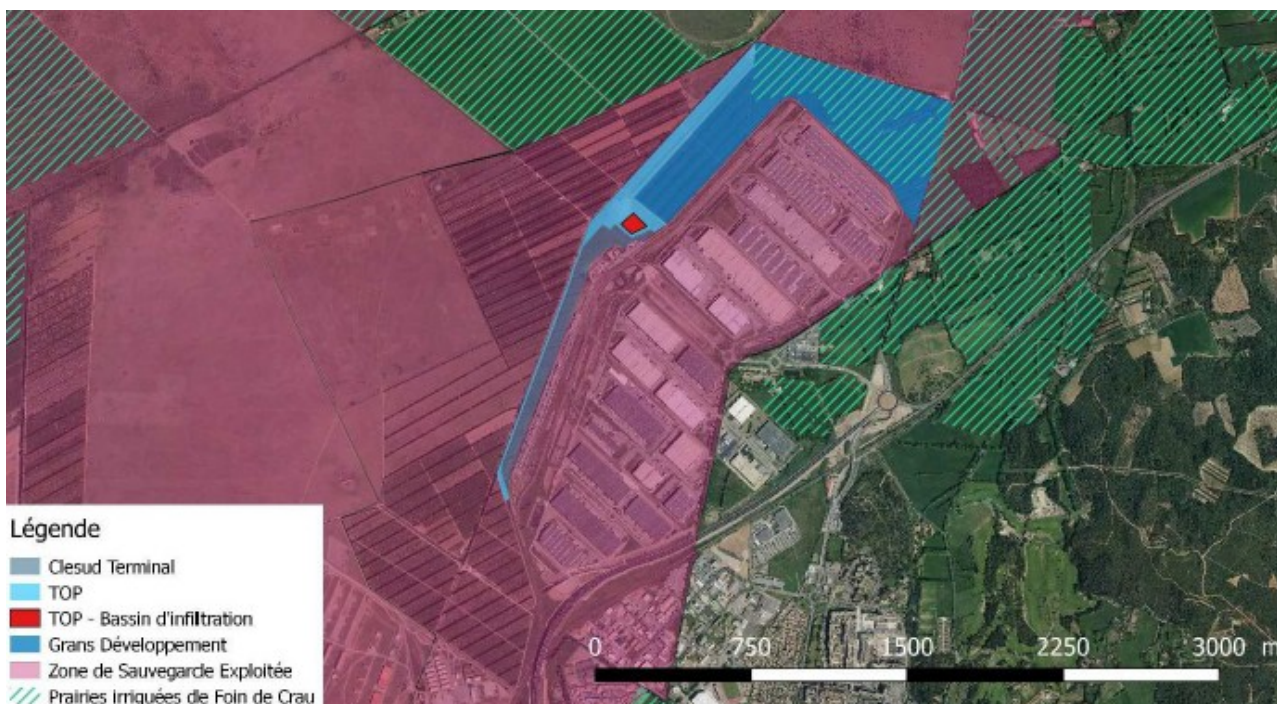 Légende
Clesud Terminal
TOP
TOP - Bassin d'infiltration
Grans Développement
Zone de Sauvegarde Exploitée
Prairies irriguées de Foin de Crau
0 750 1500 2250 3000 m